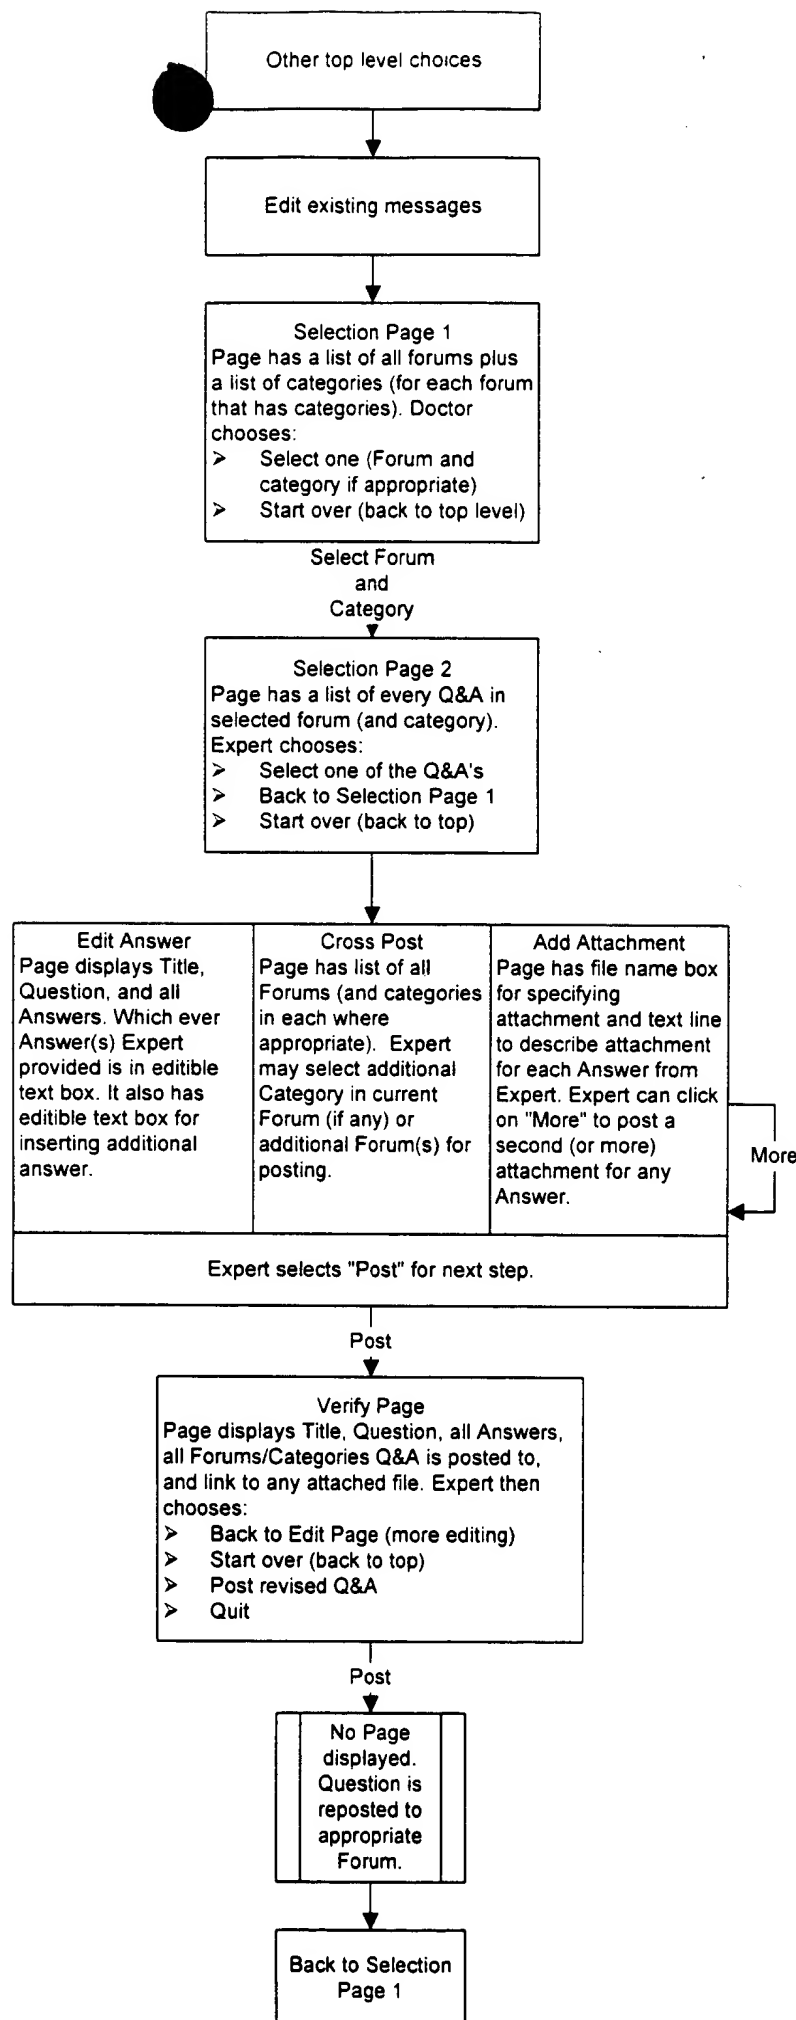 Other top level choices
Edit existing messages
Selection Page 1
Page has a list of all forums plus
a list of categories (for each forum
that has categories). Doctor
chooses:
➢ Select one (Forum and
category if appropriate)
➢ Start over (back to top level)
Select Forum
and
Category
Selection Page 2
Page has a list of every Q&A in
selected forum (and category).
Expert chooses:
➢ Select one of the Q&A's
➢ Back to Selection Page 1
➢ Start over (back to top)
Edit Answer
Page displays Title,
Question, and all
Answers. Which ever
Answer(s) Expert
provided is in editible
text box. It also has
editible text box for
inserting additional
answer.
Cross Post
Page has list of all
Forums (and categories
in each where
appropriate). Expert
may select additional
Category in current
Forum (if any) or
additional Forum(s) for
posting.
Add Attachment
Page has file name box
for specifying
attachment and text line
to describe attachment
for each Answer from
Expert. Expert can click
on "More" to post a
second (or more)
attachment for any
Answer.
More
Expert selects "Post" for next step.
Post
Verify Page
Page displays Title, Question, all Answers,
all Forums/Categories Q&A is posted to,
and link to any attached file. Expert then
chooses:
➢ Back to Edit Page (more editing)
➢ Start over (back to top)
➢ Post revised Q&A
➢ Quit
Post
No Page
displayed.
Question is
reposted to
appropriate
Forum.
Back to Selection
Page 1